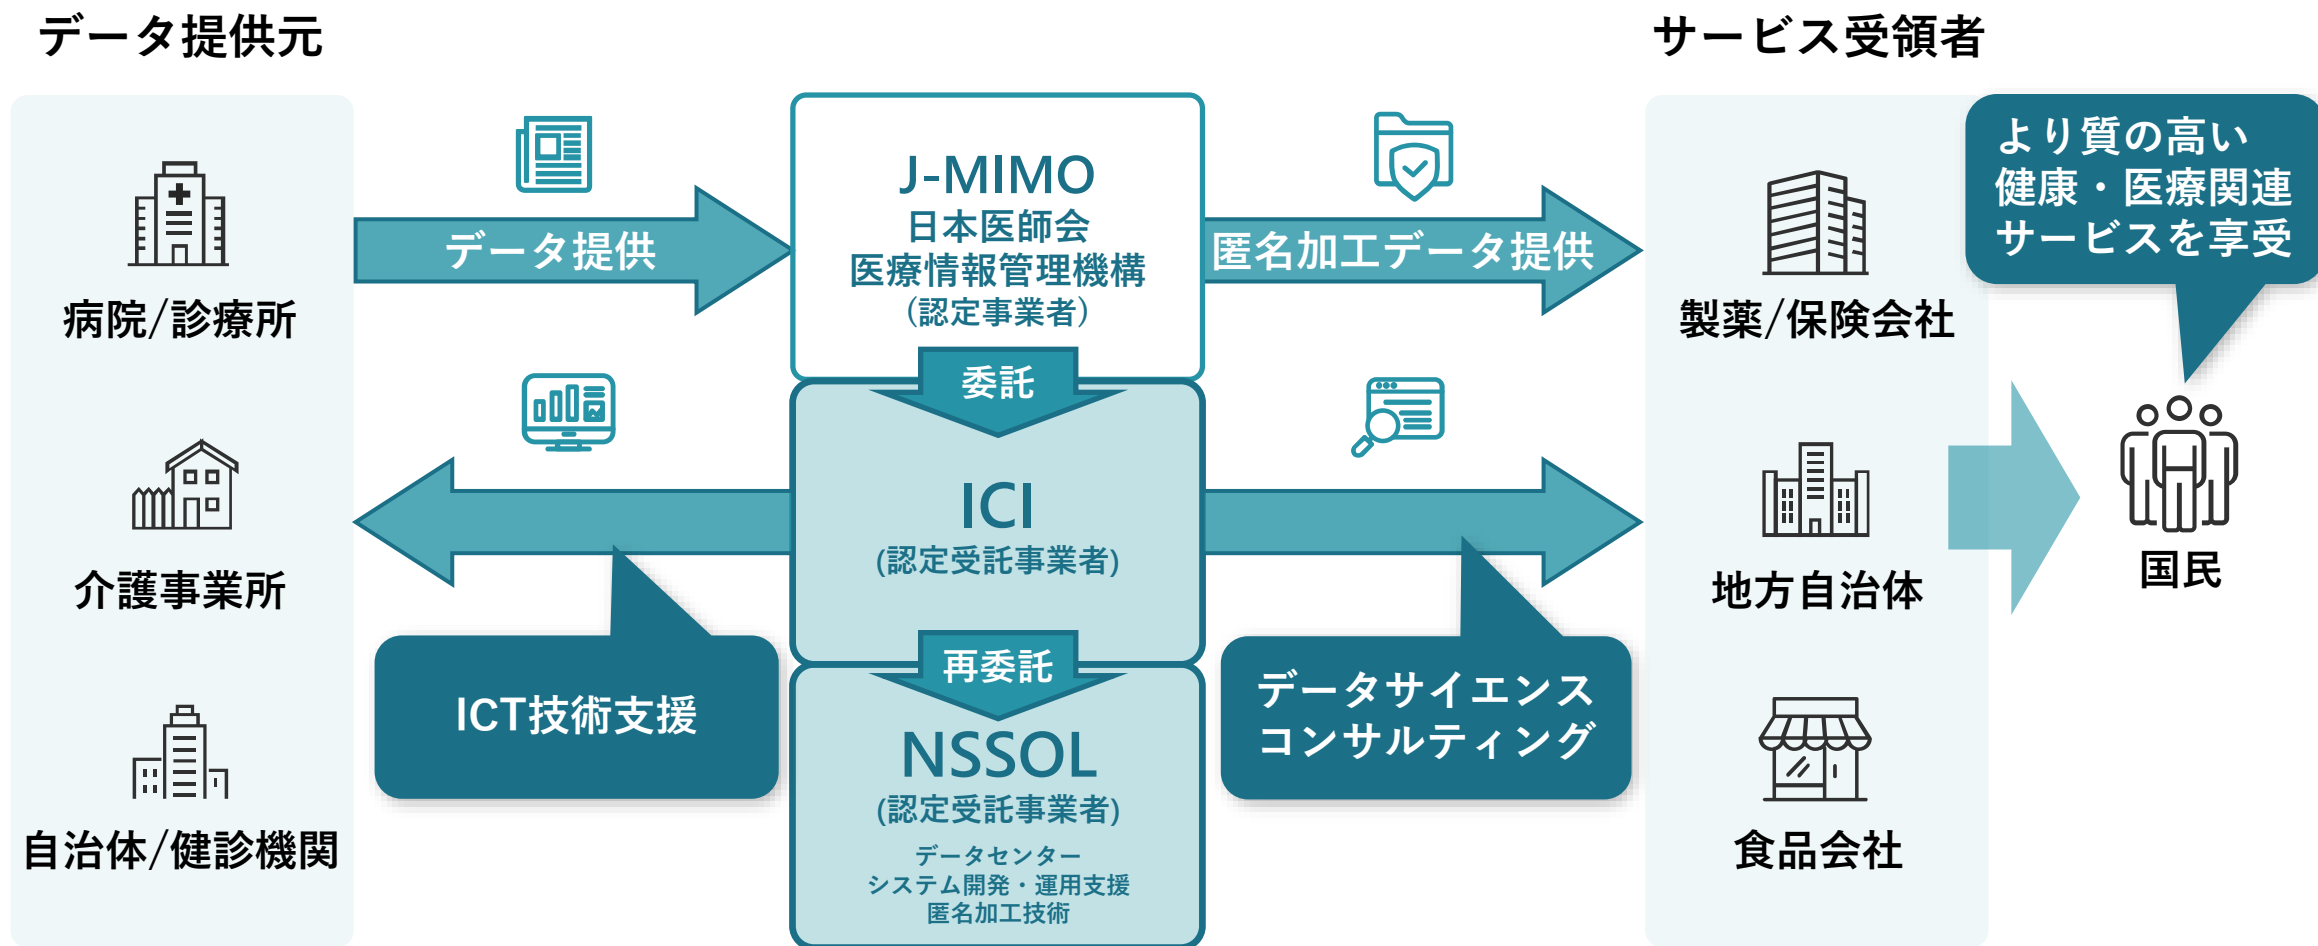 データ提供元
病院/診療所
介護事業所
自治体/健診機関
データ提供
ICT技術支援
J-MIMO
日本医師会
医療情報管理機構
(認定事業者)
委託
ICI
(認定受託事業者)
再委託
NSSOL
(認定受託事業者)
データセンター
システム開発・運用支援
匿名加工技術
匿名加工データ提供
データサイエンス
コンサルティング
サービス受領者
製薬/保険会社
地方自治体
食品会社
より質の高い
健康・医療関連
サービスを享受
国民